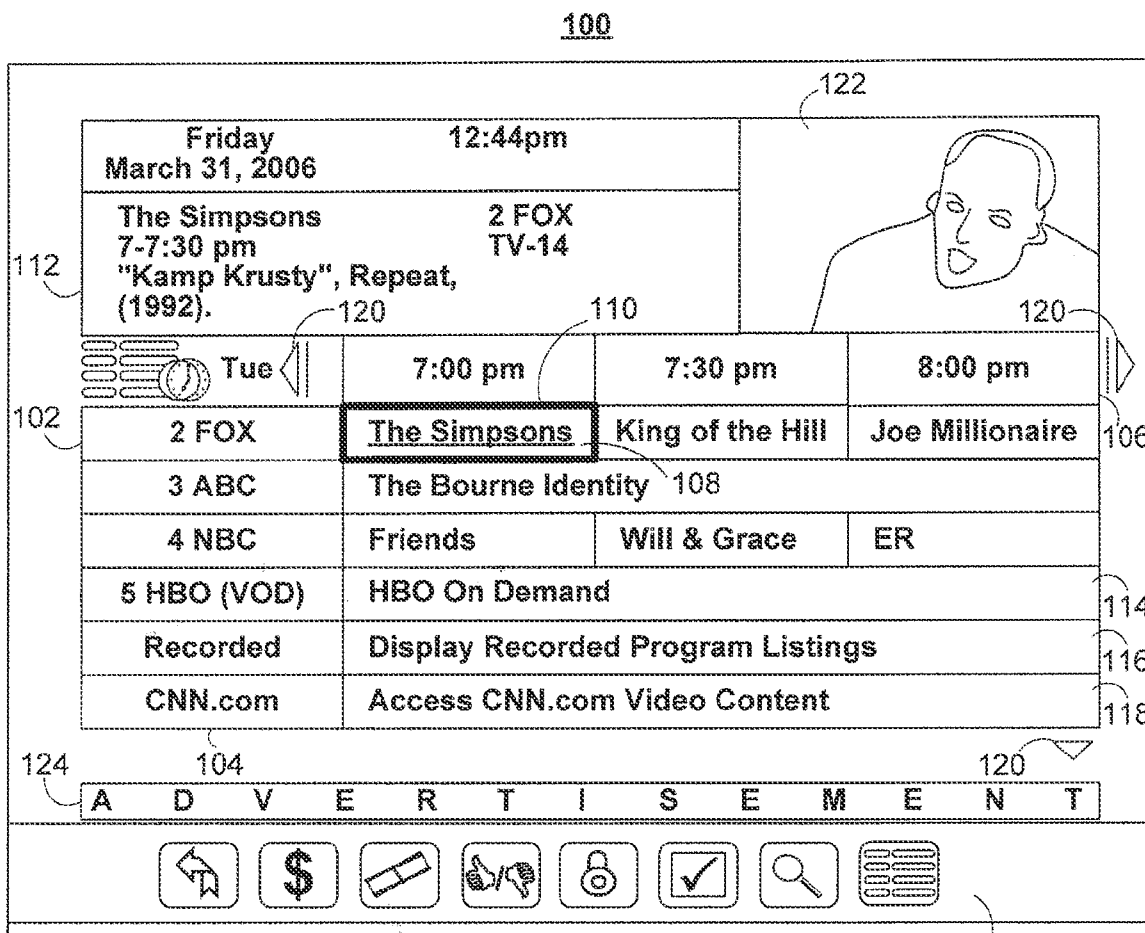 100
122
Friday 12:44pm
March 31, 2006
The Simpsons 2 FOX
7-7:30 pm TV-14
"Kamp Krusty", Repeat,
(1992).
112
120 110 120
Tue 7:00 pm 7:30 pm 8:00 pm
102
2 FOX The Simpsons King of the Hill Joe Millionaire
106
3 ABC The Bourne Identity 108
4 NBC Friends Will & Grace ER
5 HBO (VOD) HBO On Demand
114
Recorded Display Recorded Program Listings
116
CNN.com Access CNN.com Video Content
118
124 104 120
A D V E R T I S E M E N T
$